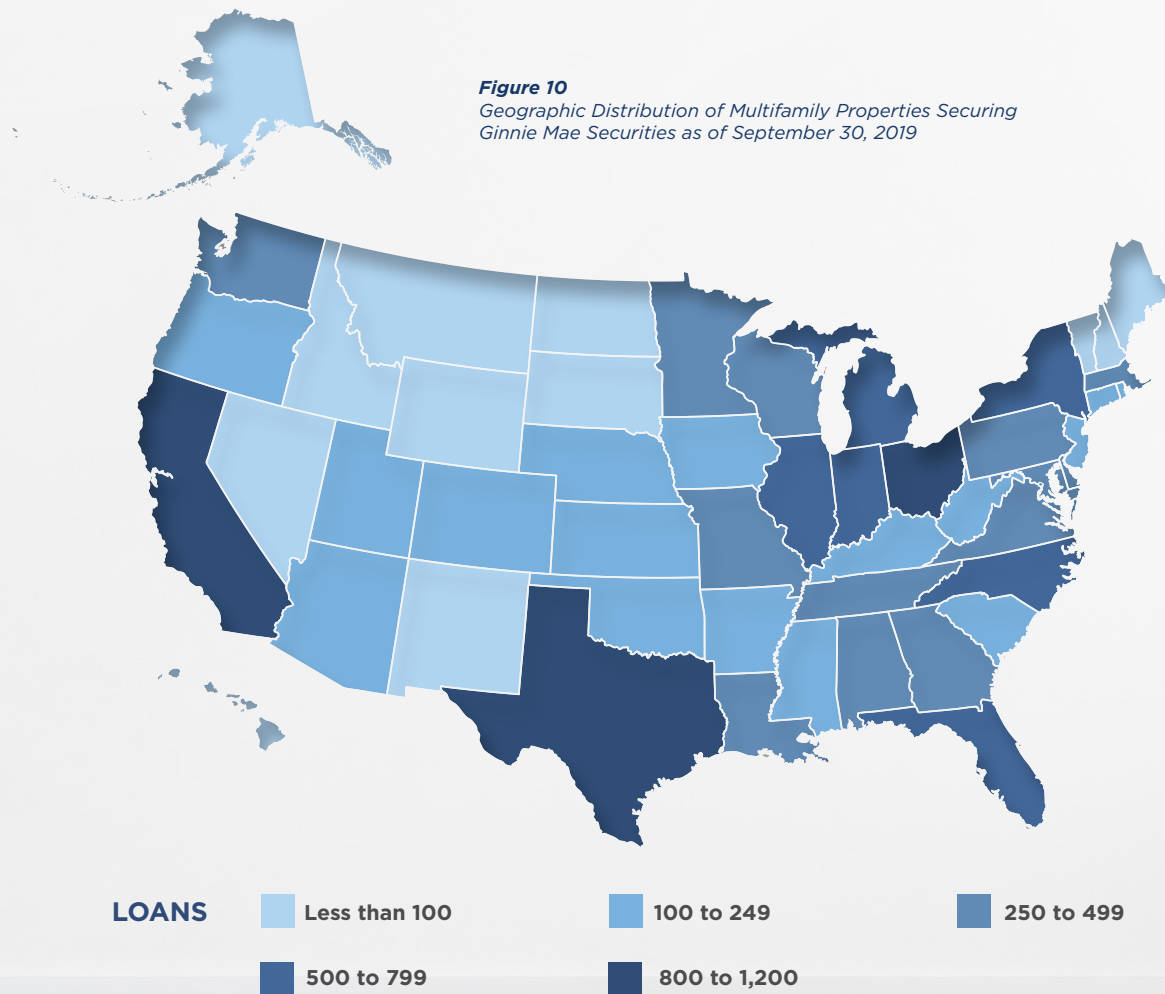 Figure 10
Geographic Distribution of Multifamily Properties Securing
Ginnie Mae Securities as of September 30, 2019
LOANS
Less than 100
100 to 249
250 to 499
500 to 799
800 to 1,200